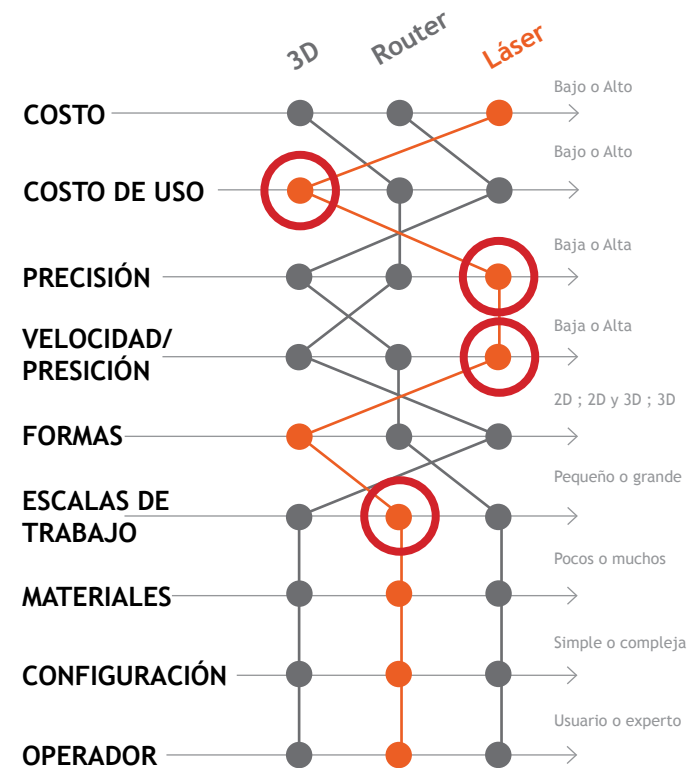 3D
Router
Láser
Bajo o Alto
COSTO
Bajo o Alto
COSTO DE USO
Baja o Alta
PRECISIÓN
Baja o Alta
VELOCIDAD/
PRESICIÓN
2D ; 2D y 3D ; 3D
FORMAS
Pequeño o grande
ESCALAS DE
TRABAJO
Pocos o muchos
MATERIALES
Simple o compleja
CONFIGURACIÓN
Usuario o experto
OPERADOR